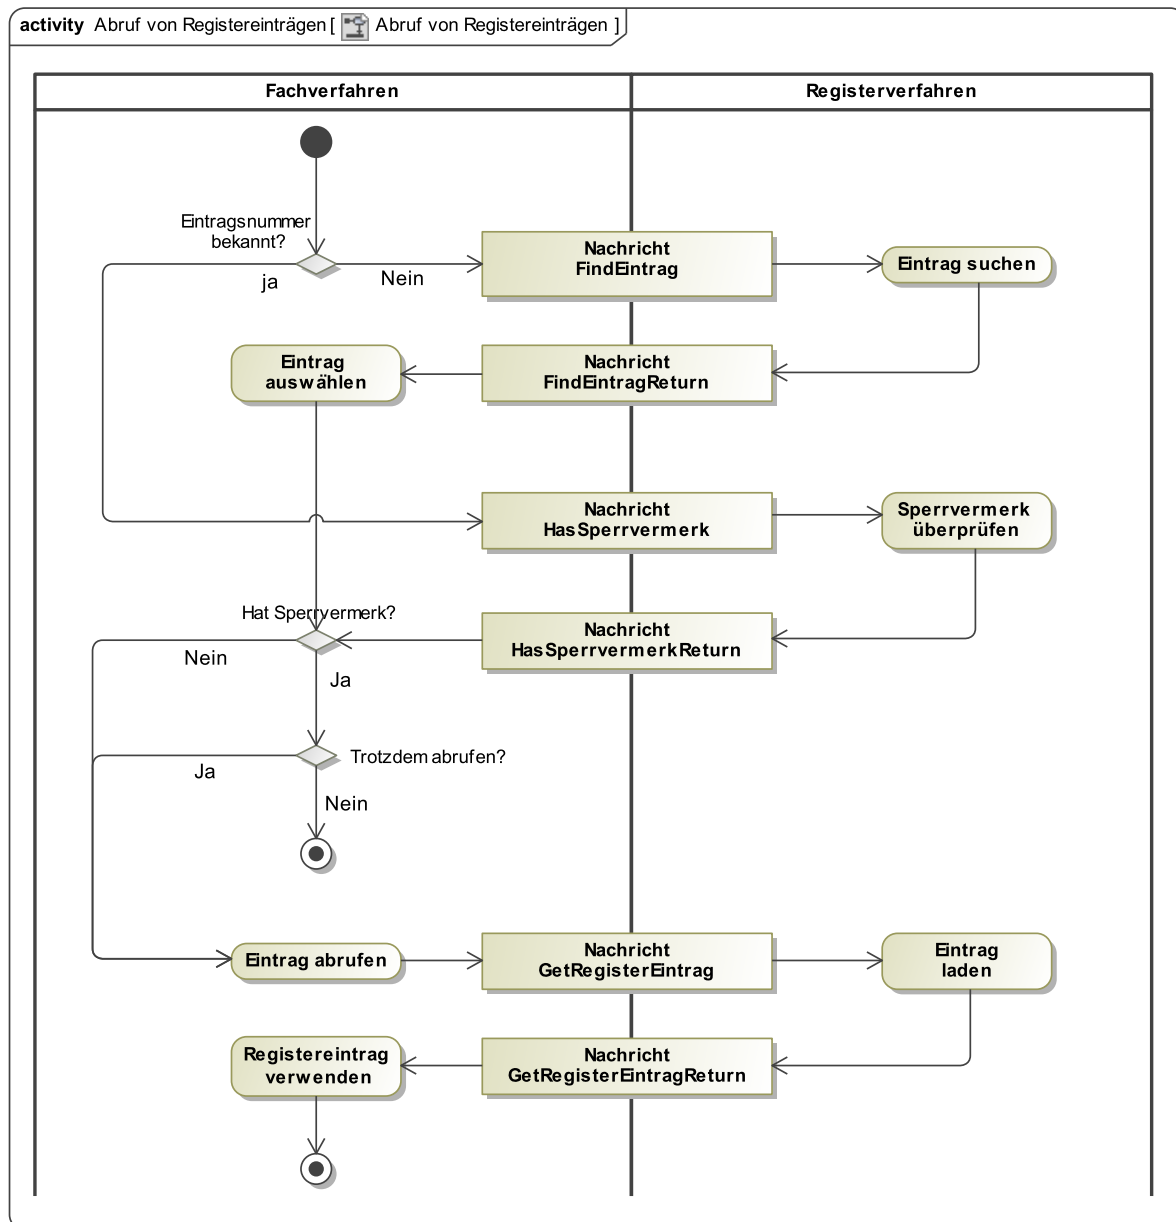 activity Abruf von Registereinträgen [ Abruf von Registereinträgen ]
Fachverfahren
Registerverfahren
Eintragsnummer
bekannt?
ja
Nein
Nachricht
FindEintrag
Eintrag suchen
Eintrag
auswählen
Nachricht
FindEintragReturn
Nachricht
HasSperrvermerk
Sperrvermerk
überprüfen
Hat Sperrvermerk?
Nein
Ja
Nachricht
HasSperrvermerkReturn
Trotzdem abrufen?
Ja
Nein
Eintrag abrufen
Nachricht
GetRegisterEintrag
Eintrag
laden
Registereintrag
verwenden
Nachricht
GetRegisterEintragReturn